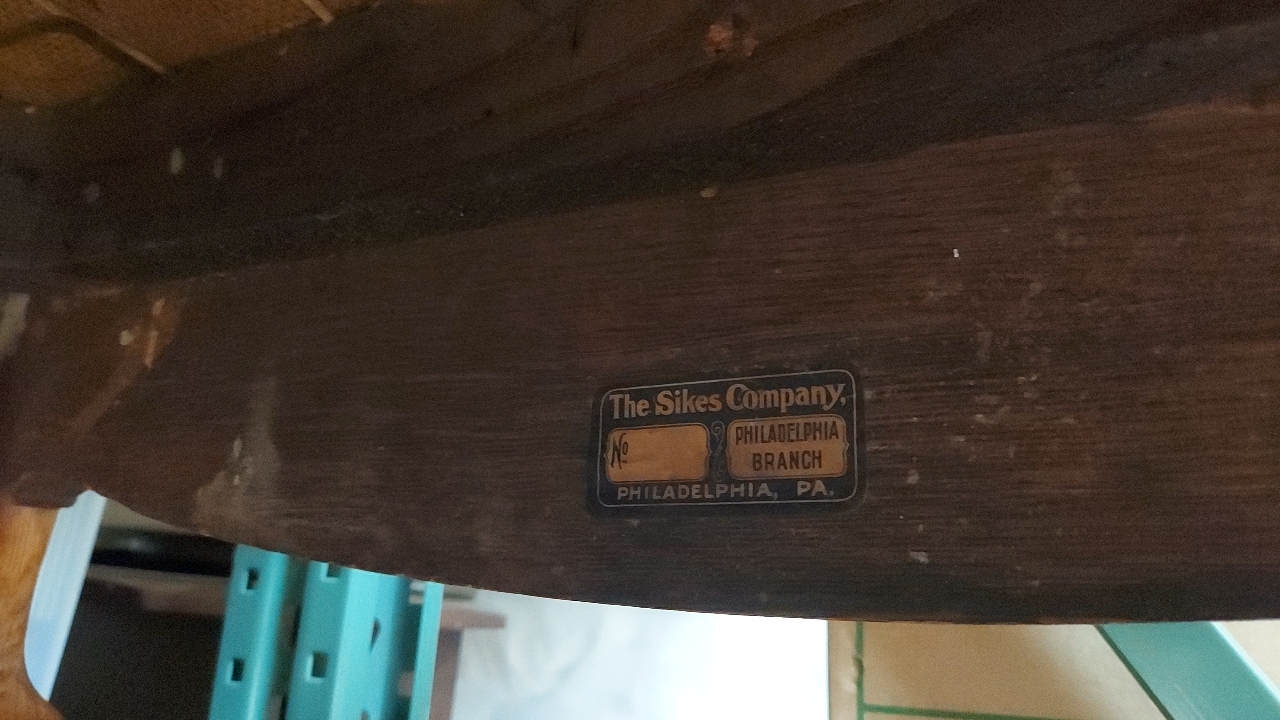 The Sikes Company,
No
PHILADELPHIA
BRANCH
PHILADELPHIA, PA.